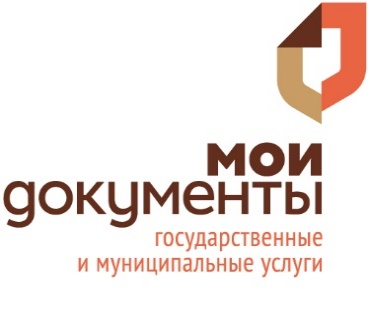 мои
документы
государственные
и муниципальные услуги